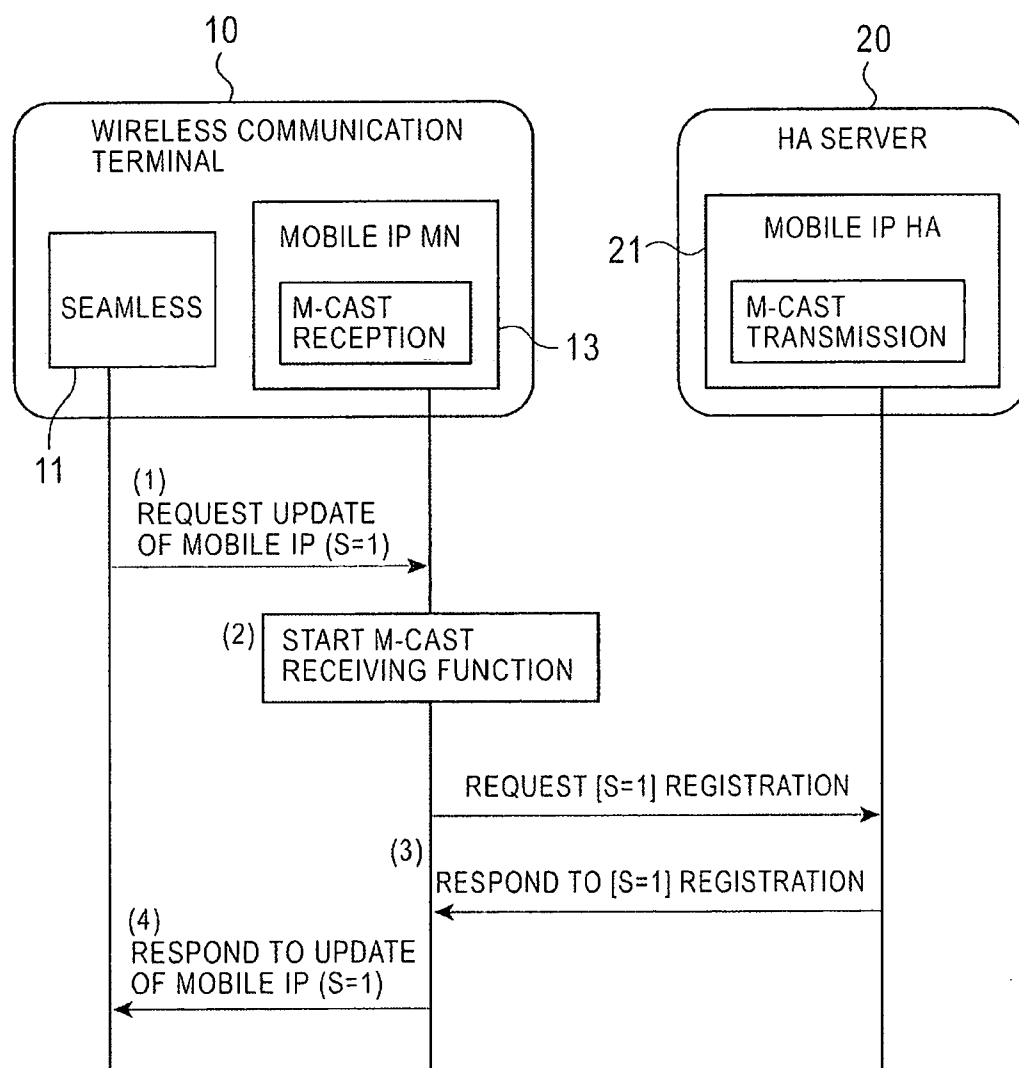 10
20
WIRELESS COMMUNICATION
TERMINAL
HA SERVER
MOBILE IP MN
MOBILE IP HA
21
SEAMLESS
M-CAST
RECEPTION
13
M-CAST
TRANSMISSION
11
(1)
REQUEST UPDATE
OF MOBILE IP (S=1)
(2)
START M-CAST
RECEIVING FUNCTION
REQUEST [S=1] REGISTRATION
(3)
RESPOND TO [S=1] REGISTRATION
(4)
RESPOND TO UPDATE
OF MOBILE IP (S=1)